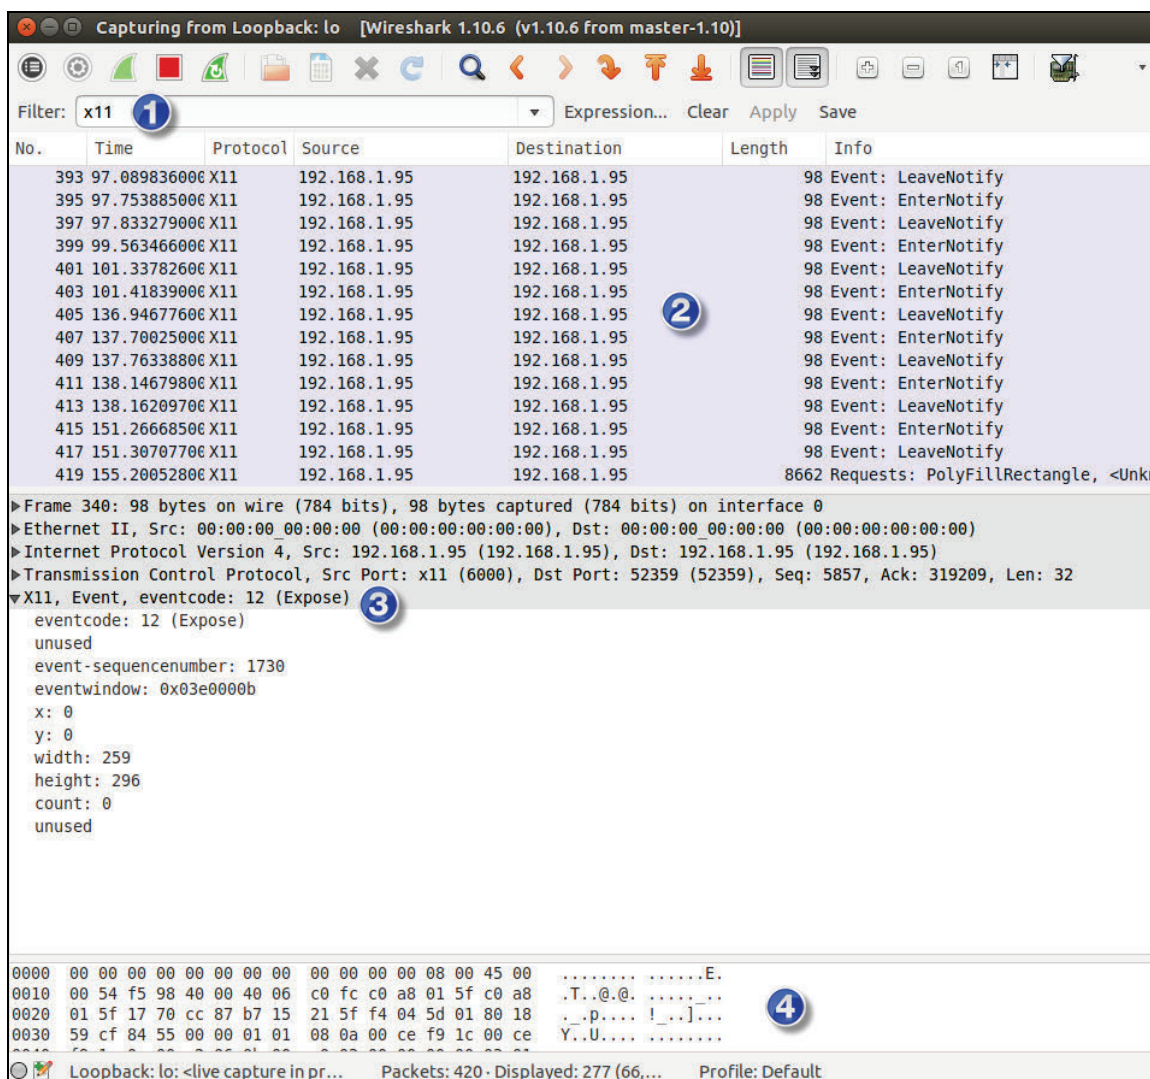 Capturing from Loopback: lo [Wireshark 1.10.6 (v1.10.6 from master-1.10)]
Filter: x11 1 Expression... Clear Apply Save
No. Time Protocol Source Destination Length Info
393 97.089836000 X11 192.168.1.95 192.168.1.95 98 Event: LeaveNotify
395 97.753885000 X11 192.168.1.95 192.168.1.95 98 Event: EnterNotify
397 97.833279000 X11 192.168.1.95 192.168.1.95 98 Event: LeaveNotify
399 99.563466000 X11 192.168.1.95 192.168.1.95 98 Event: EnterNotify
401 101.33782600 X11 192.168.1.95 192.168.1.95 98 Event: LeaveNotify
403 101.41839000 X11 192.168.1.95 192.168.1.95 98 Event: EnterNotify
405 136.94677600 X11 192.168.1.95 192.168.1.95 2 98 Event: LeaveNotify
407 137.70025000 X11 192.168.1.95 192.168.1.95 98 Event: EnterNotify
409 137.76338800 X11 192.168.1.95 192.168.1.95 98 Event: LeaveNotify
411 138.14679800 X11 192.168.1.95 192.168.1.95 98 Event: EnterNotify
413 138.16209700 X11 192.168.1.95 192.168.1.95 98 Event: LeaveNotify
415 151.26668500 X11 192.168.1.95 192.168.1.95 98 Event: EnterNotify
417 151.30707700 X11 192.168.1.95 192.168.1.95 98 Event: LeaveNotify
419 155.20052800 X11 192.168.1.95 192.168.1.95 8662 Requests: PolyFillRectangle, <Unk
Frame 340: 98 bytes on wire (784 bits), 98 bytes captured (784 bits) on interface 0
Ethernet II, Src: 00:00:00_00:00:00 (00:00:00:00:00:00), Dst: 00:00:00_00:00:00 (00:00:00:00:00:00)
Internet Protocol Version 4, Src: 192.168.1.95 (192.168.1.95), Dst: 192.168.1.95 (192.168.1.95)
Transmission Control Protocol, Src Port: x11 (6000), Dst Port: 52359 (52359), Seq: 5857, Ack: 319209, Len: 32
X11, Event, eventcode: 12 (Expose) 3
eventcode: 12 (Expose)
unused
event-sequencenumber: 1730
eventwindow: 0x03e0000b
x: 0
y: 0
width: 259
height: 296
count: 0
unused
0000 00 00 00 00 00 00 00 00 00 00 00 00 08 00 45 00 ........ ......E.
0010 00 54 f5 98 40 00 40 06 c0 fc c0 a8 01 5f c0 a8 .T..@.@. ....._..
0020 01 5f 17 70 cc 87 b7 15 21 5f f4 04 5d 01 80 18 ._.p.... !_..]... 4
0030 59 cf 84 55 00 00 01 01 08 0a 00 ce f9 1c 00 ce Y..U.... ........
Loopback: lo: <live capture in pr... Packets: 420 · Displayed: 277 (66,... Profile: Default